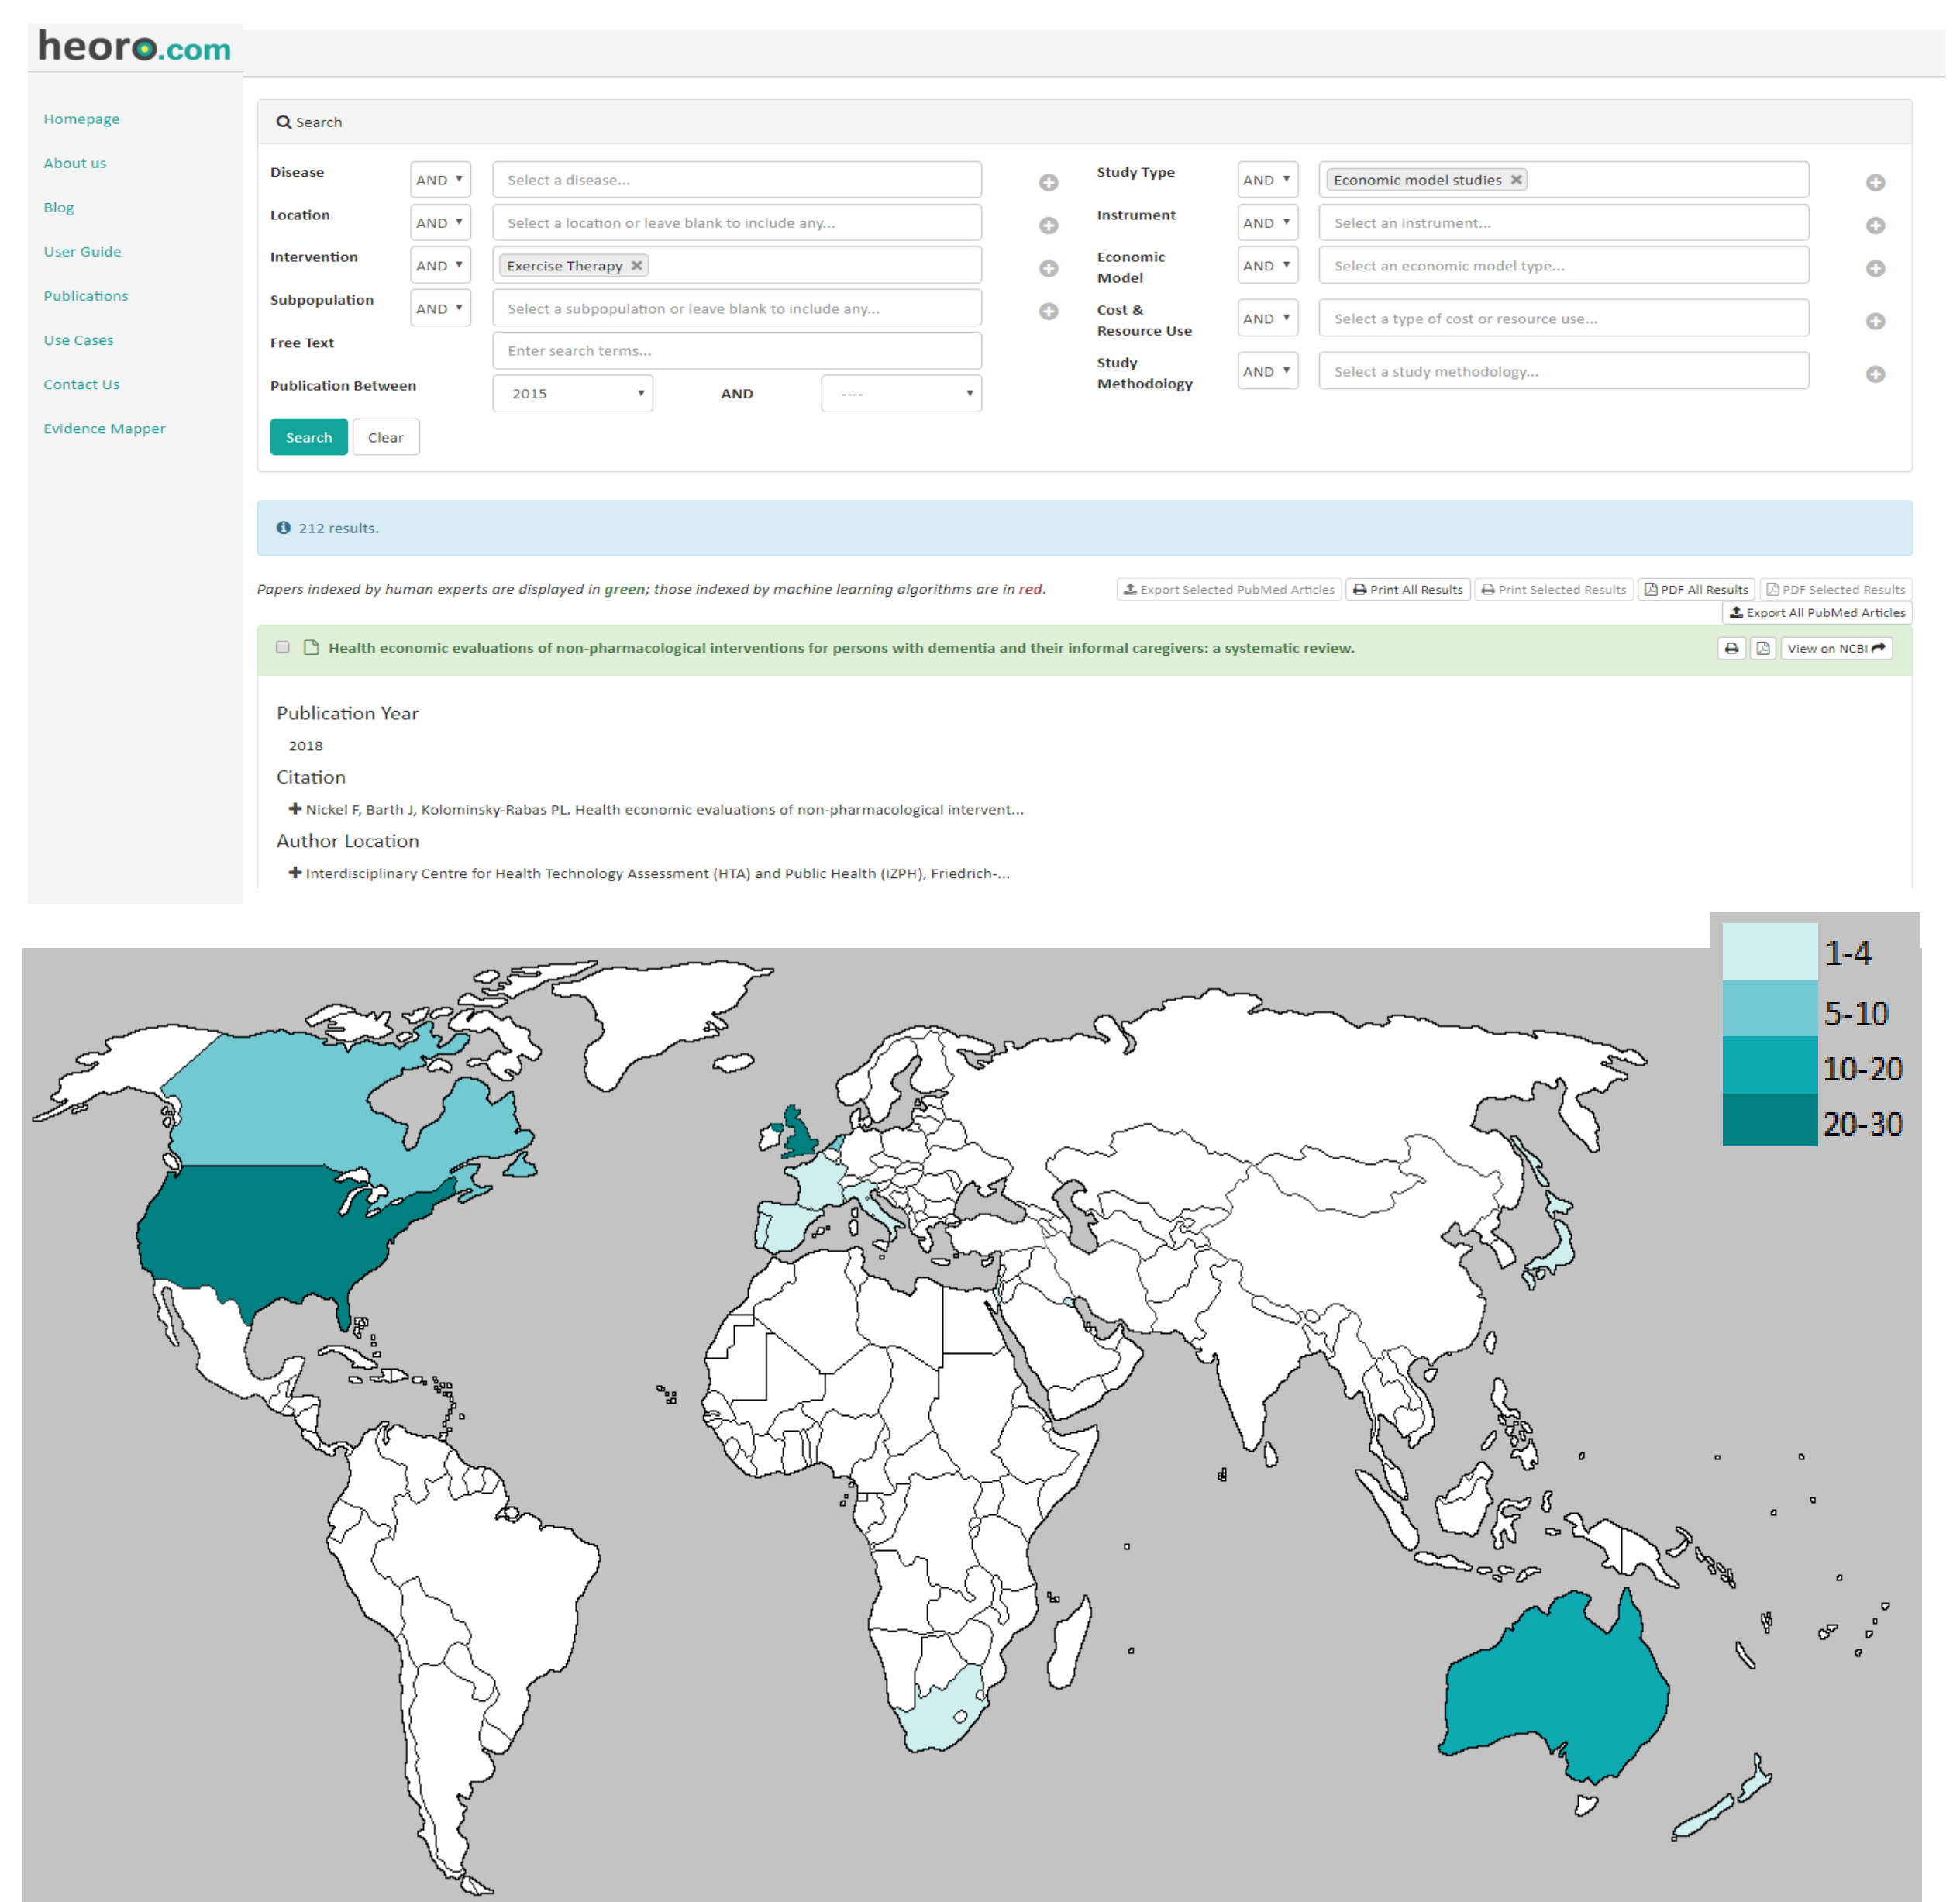 heoro.com
Homepage
About us
Blog
User Guide
Publications
Use Cases
Contact Us
Evidence Mapper
Search
Disease AND Select a disease...
Location AND Select a location or leave blank to include any...
Intervention AND Exercise Therapy
Subpopulation AND Select a subpopulation or leave blank to include any...
Free Text Enter search terms...
Publication Between 2015 AND ----
Search Clear
Study Type AND Economic model studies
Instrument AND Select an instrument...
Economic
Model AND Select an economic model type...
Cost &
Resource Use AND Select a type of cost or resource use...
Study
Methodology AND Select a study methodology...
212 results.
Papers indexed by human experts are displayed in green; those indexed by machine learning algorithms are in red.
Export Selected PubMed Articles Print All Results Print Selected Results PDF All Results PDF Selected Results
Export All PubMed Articles
Health economic evaluations of non-pharmacological interventions for persons with dementia and their informal caregivers: a systematic review. View on NCBI
Publication Year
2018
Citation
Nickel F, Barth J, Kolominsky-Rabas PL. Health economic evaluations of non-pharmacological intervent...
Author Location
Interdisciplinary Centre for Health Technology Assessment (HTA) and Public Health (IZPH), Friedrich-...
1-4
5-10
10-20
20-30